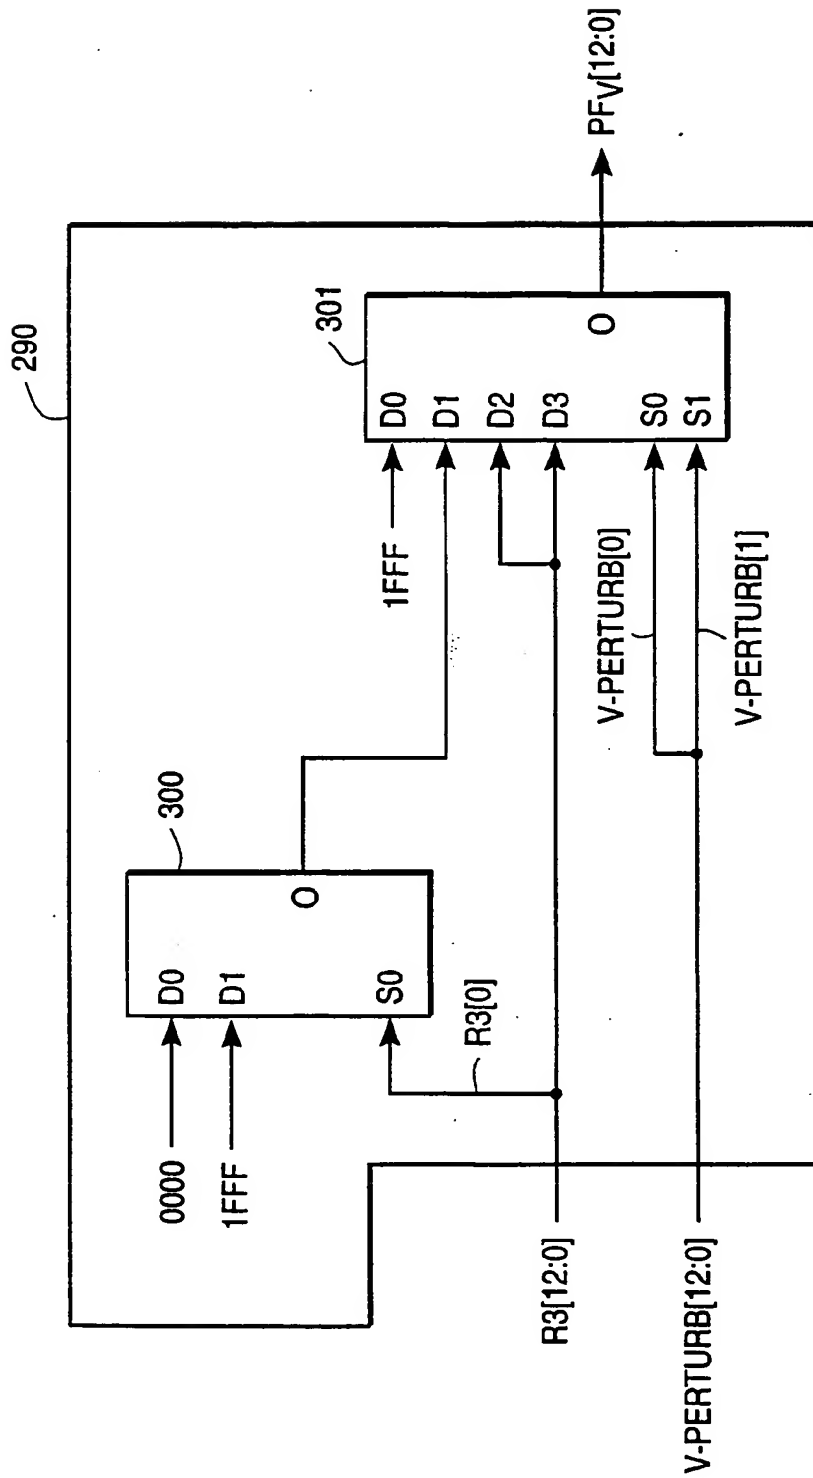 290
300
301
0000
D0
1FFF
D1
S0
O
R3[0]
1FFF
D0
D1
D2
D3
S0
S1
O
PFV[12:0]
V-PERTURB[0]
V-PERTURB[1]
R3[12:0]
V-PERTURB[12:0]